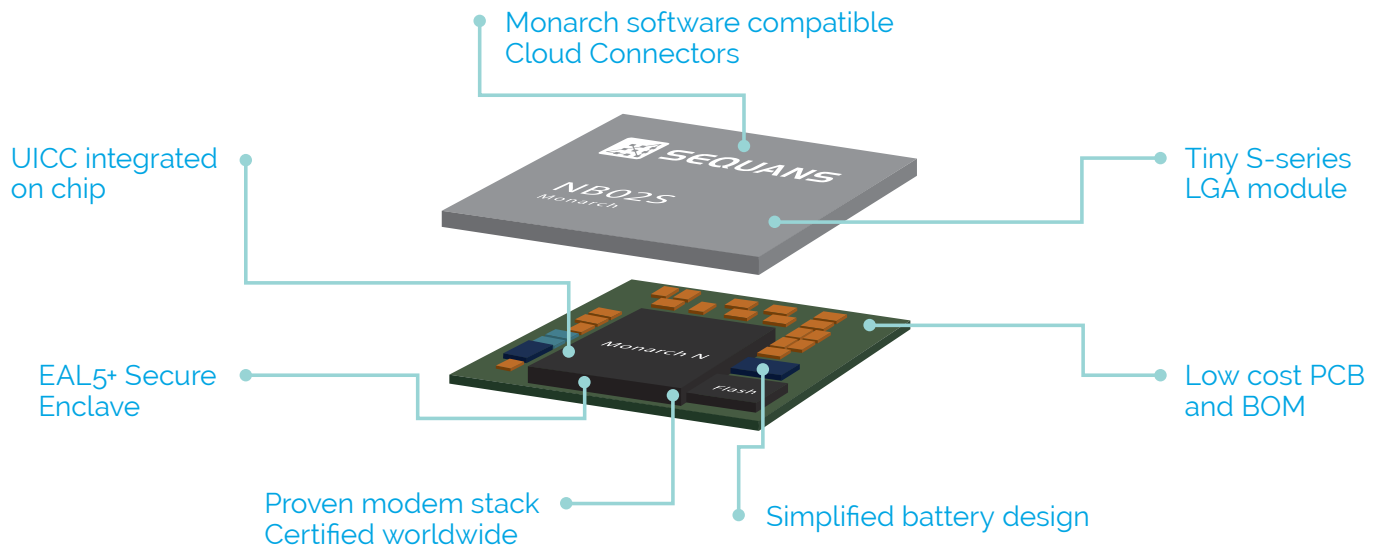 Monarch software compatible
Cloud Connectors
UICC integrated
on chip
SEQUANS
NB02S
Monarch
Tiny S-series
LGA module
Monarch N
Flash
EAL5+ Secure
Enclave
Low cost PCB
and BOM
Proven modem stack
Certified worldwide
Simplified battery design